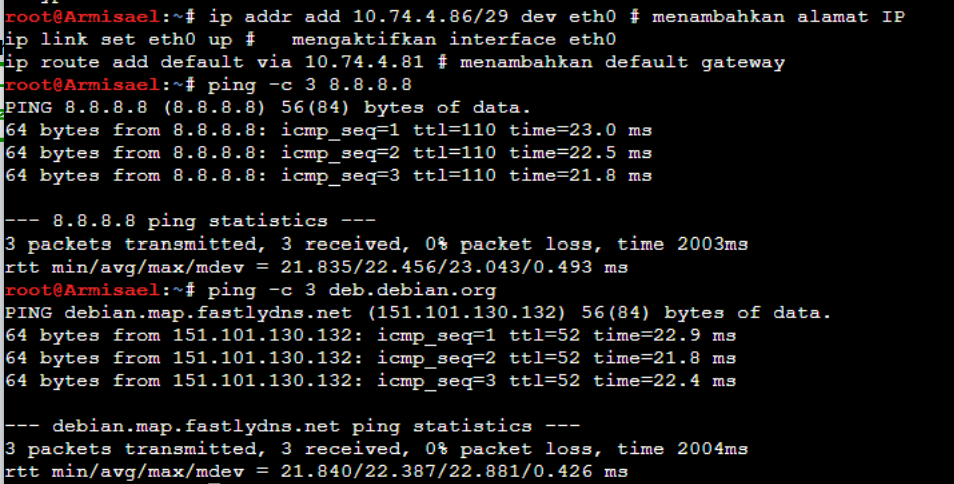 root@Armisael:~# ip addr add 10.74.4.86/29 dev eth0 # menambahkan alamat IP
ip link set eth0 up #   mengaktifkan interface eth0
ip route add default via 10.74.4.81 # menambahkan default gateway
root@Armisael:~# ping -c 3 8.8.8.8
PING 8.8.8.8 (8.8.8.8) 56(84) bytes of data.
64 bytes from 8.8.8.8: icmp_seq=1 ttl=110 time=23.0 ms
64 bytes from 8.8.8.8: icmp_seq=2 ttl=110 time=22.5 ms
64 bytes from 8.8.8.8: icmp_seq=3 ttl=110 time=21.8 ms

--- 8.8.8.8 ping statistics ---
3 packets transmitted, 3 received, 0% packet loss, time 2003ms
rtt min/avg/max/mdev = 21.835/22.456/23.043/0.493 ms
root@Armisael:~# ping -c 3 deb.debian.org
PING debian.map.fastlydns.net (151.101.130.132) 56(84) bytes of data.
64 bytes from 151.101.130.132: icmp_seq=1 ttl=52 time=22.9 ms
64 bytes from 151.101.130.132: icmp_seq=2 ttl=52 time=21.8 ms
64 bytes from 151.101.130.132: icmp_seq=3 ttl=52 time=22.4 ms

--- debian.map.fastlydns.net ping statistics ---
3 packets transmitted, 3 received, 0% packet loss, time 2004ms
rtt min/avg/max/mdev = 21.840/22.387/22.881/0.426 ms